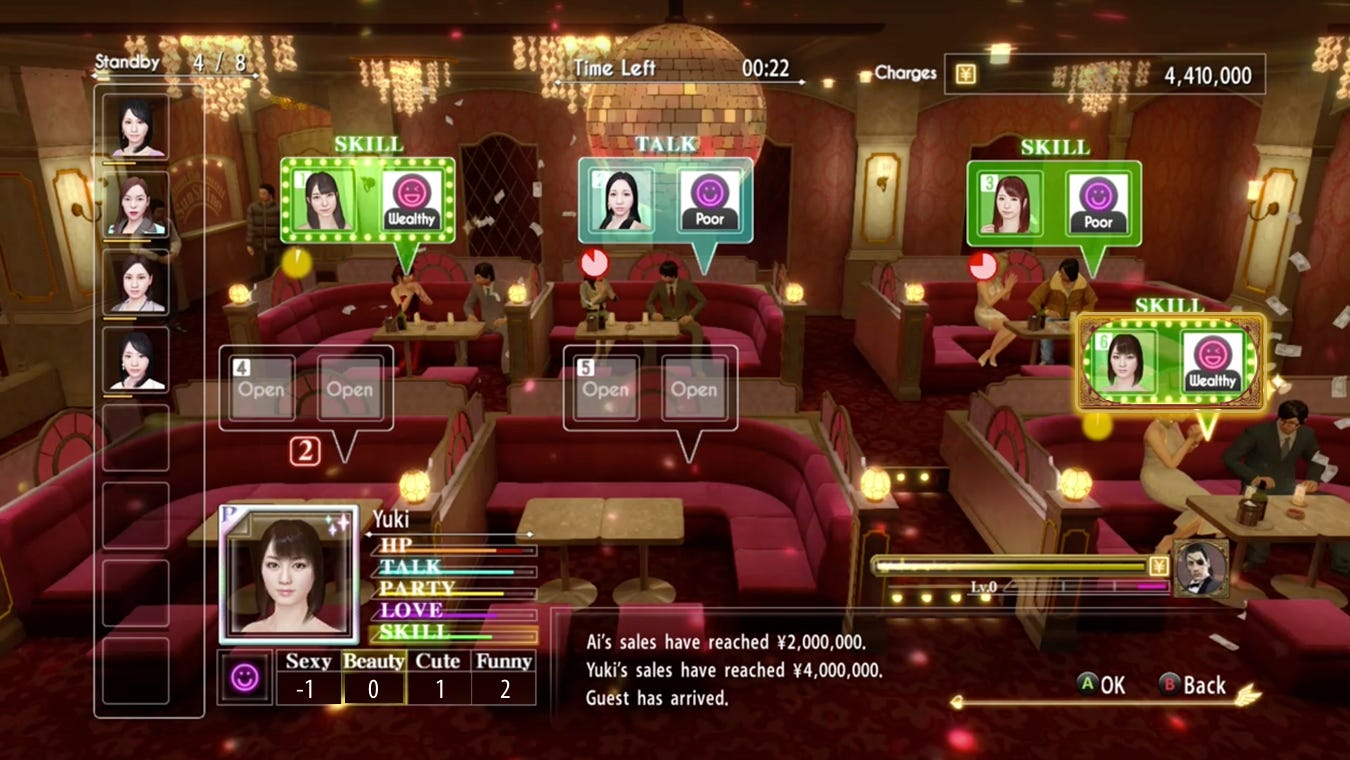 Standby 4 / 8
Time Left 00:22
Charges ¥ 4,410,000
SKILL
1
Wealthy
TALK
2
Poor
SKILL
3
Poor
SKILL
6
Wealthy
4
Open Open
5
Open Open
2
P
Yuki
HP
TALK
PARTY
LOVE
SKILL
Sexy Beauty Cute Funny
-1 0 1 2
¥
Lv.0
Ai's sales have reached ¥2,000,000.
Yuki's sales have reached ¥4,000,000.
Guest has arrived.
A OK B Back